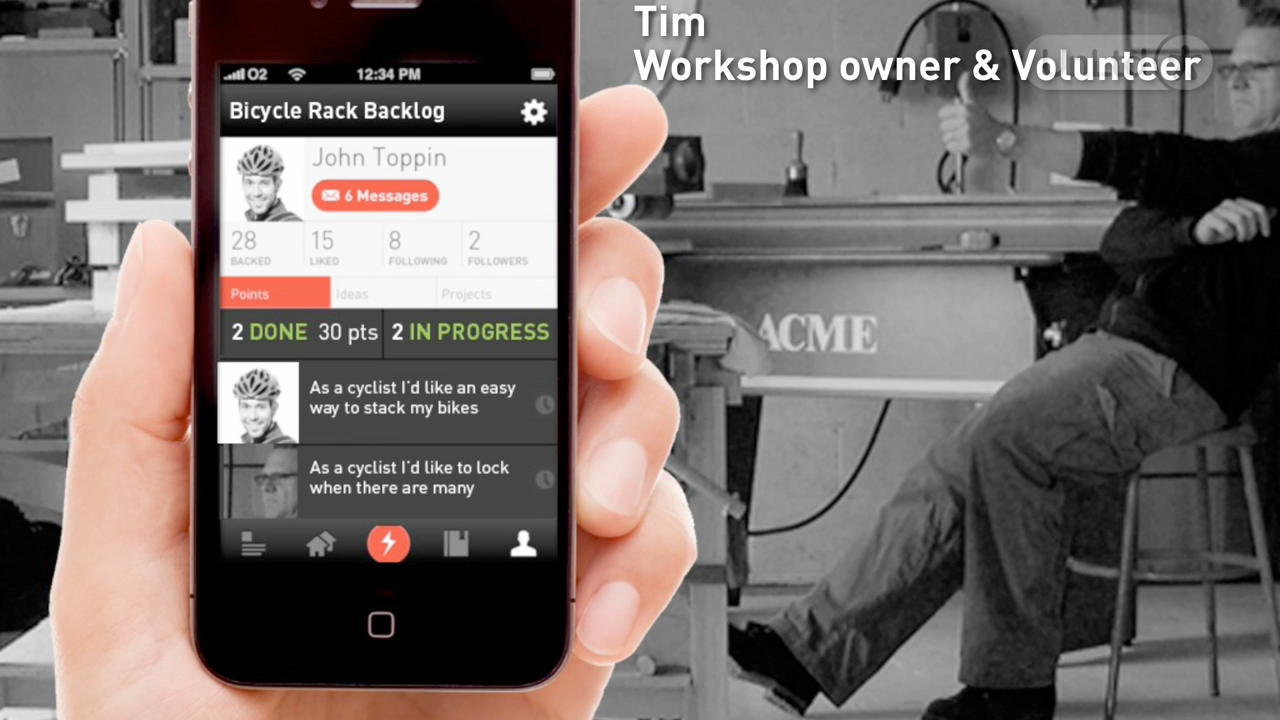 Tim
Workshop owner & Volunteer
O2
12:34 PM
Bicycle Rack Backlog
John Toppin
6 Messages
28
BACKED
15
LIKED
8
FOLLOWING
2
FOLLOWERS
Points
Ideas
Projects
2 DONE 30 pts
2 IN PROGRESS
As a cyclist I'd like an easy
way to stack my bikes
As a cyclist I'd like to lock
when there are many
ACME